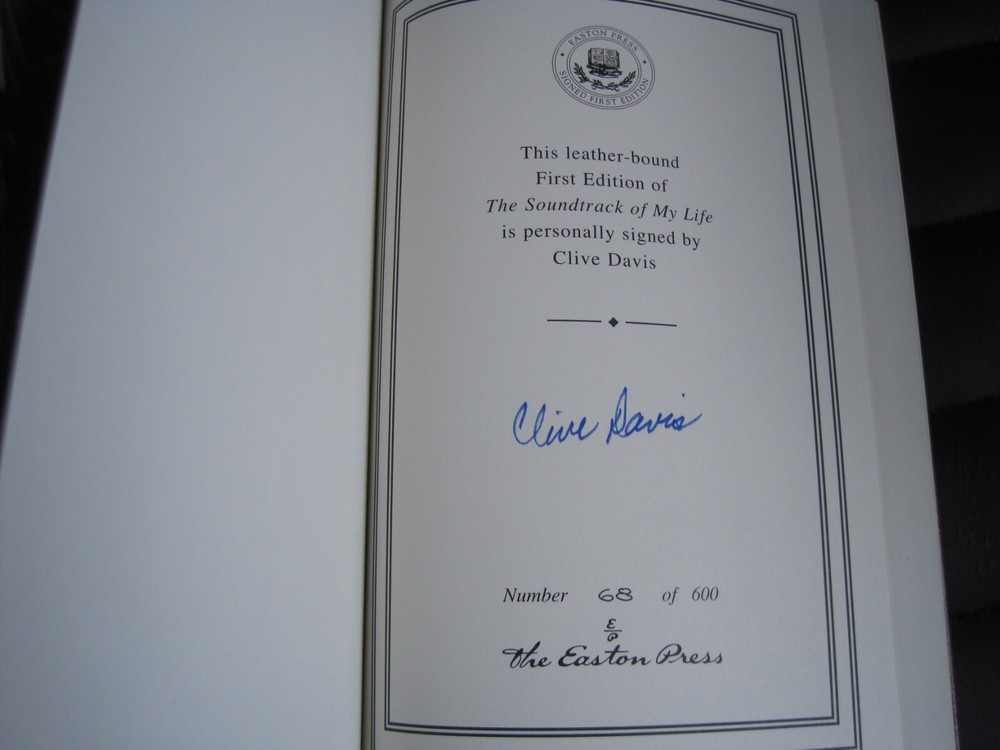 EASTON PRESS
SIGNED FIRST EDITION
This leather-bound
First Edition of
The Soundtrack of My Life
is personally signed by
Clive Davis
Clive Davis
Number 68 of 600
E
P
The Easton Press